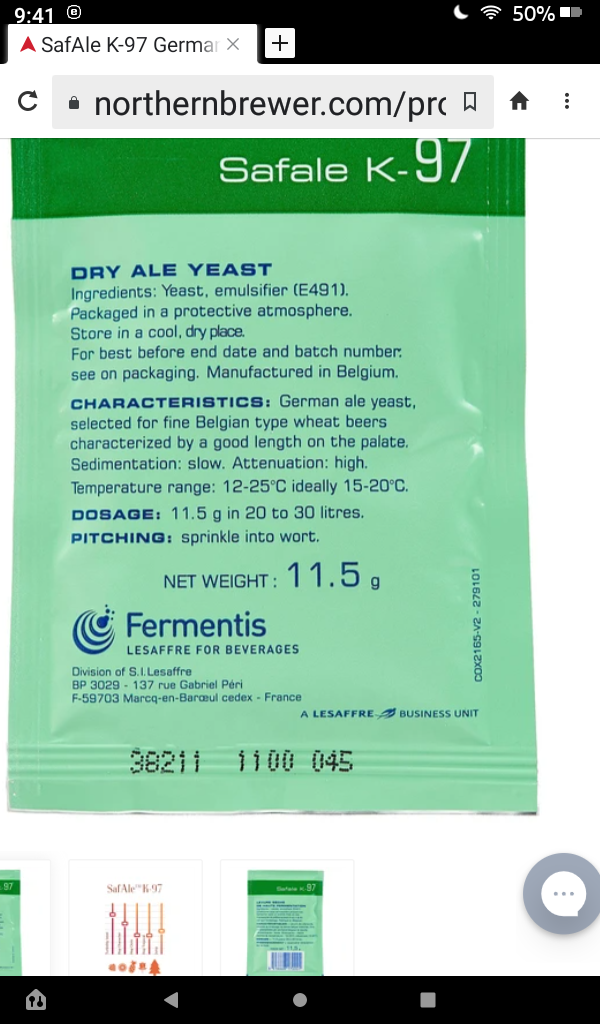 9:41 50%
SafAle K-97 Germa
northernbrewer.com/pro
Safale K-97
DRY ALE YEAST
Ingredients: Yeast, emulsifier (E491).
Packaged in a protective atmosphere.
Store in a cool, dry place.
For best before end date and batch number:
see on packaging. Manufactured in Belgium.
CHARACTERISTICS: German ale yeast,
selected for fine Belgian type wheat beers
characterized by a good length on the palate.
Sedimentation: slow. Attenuation: high.
Temperature range: 12-25°C ideally 15-20°C.
DOSAGE: 11.5 g in 20 to 30 litres.
PITCHING: sprinkle into wort.
NET WEIGHT: 11.5 g
COX2165-V2 - 279101
Fermentis
LESAFFRE FOR BEVERAGES
Division of S.I.Lesaffre
BP 3029 - 137 rue Gabriel Péri
F-59703 Marcq-en-Barœul cedex - France
A LESAFFRE BUSINESS UNIT
38211 1100 045
97
SafAle™ K-97
Safale K-97